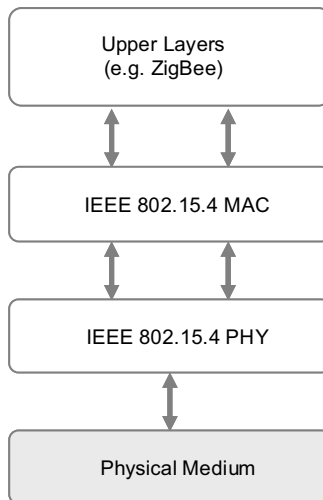 Upper Layers
(e.g. ZigBee)
IEEE 802.15.4 MAC
IEEE 802.15.4 PHY
Physical Medium